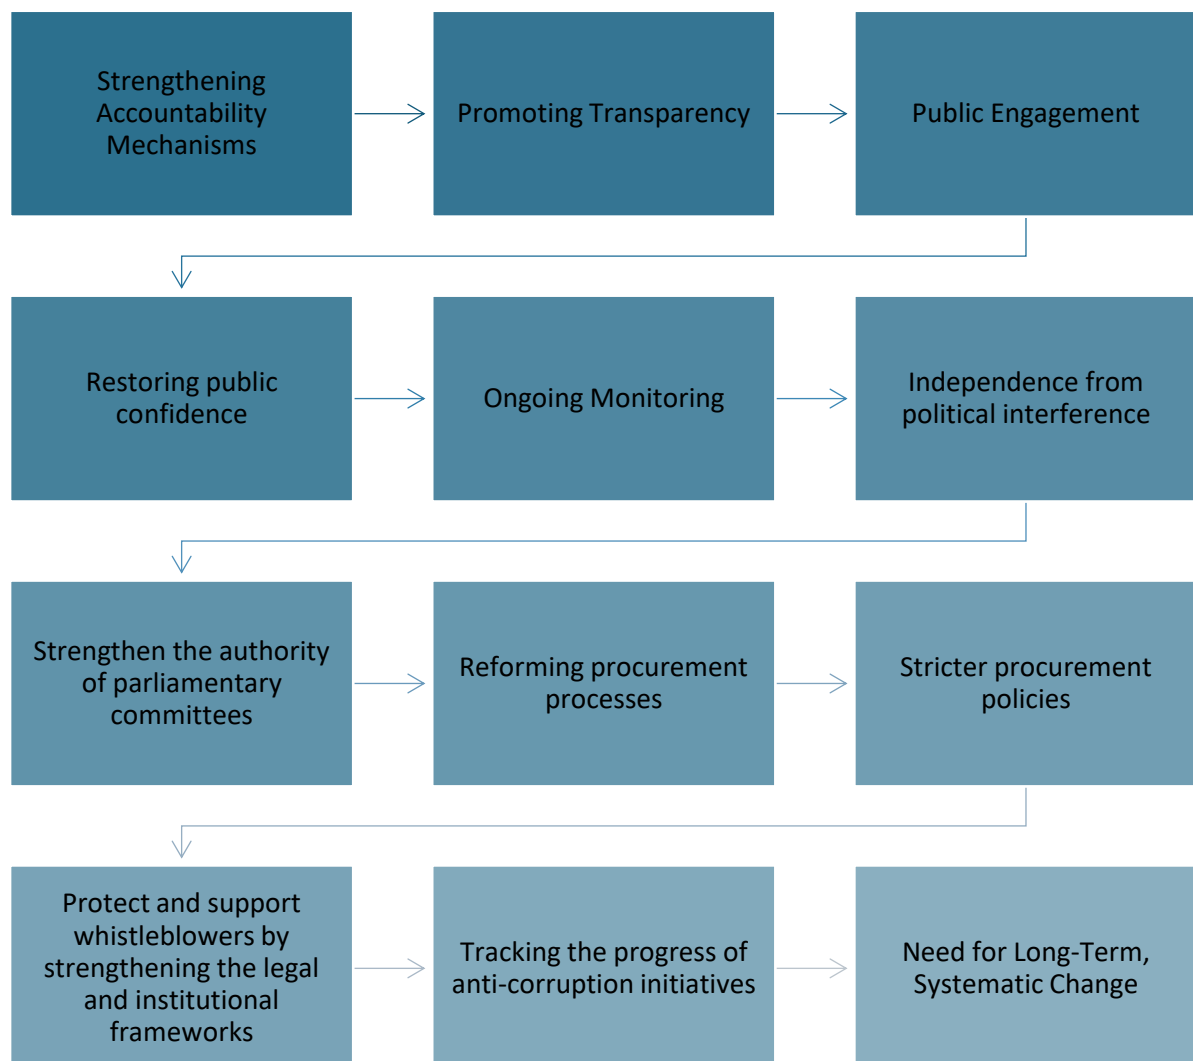 Strengthening
Accountability
Mechanisms
Promoting Transparency
Public Engagement
Restoring public
confidence
Ongoing Monitoring
Independence from
political interference
Strengthen the authority
of parliamentary
committees
Reforming procurement
processes
Stricter procurement
policies
Protect and support
whistleblowers by
strengthening the legal
and institutional
frameworks
Tracking the progress of
anti-corruption initiatives
Need for Long-Term,
Systematic Change